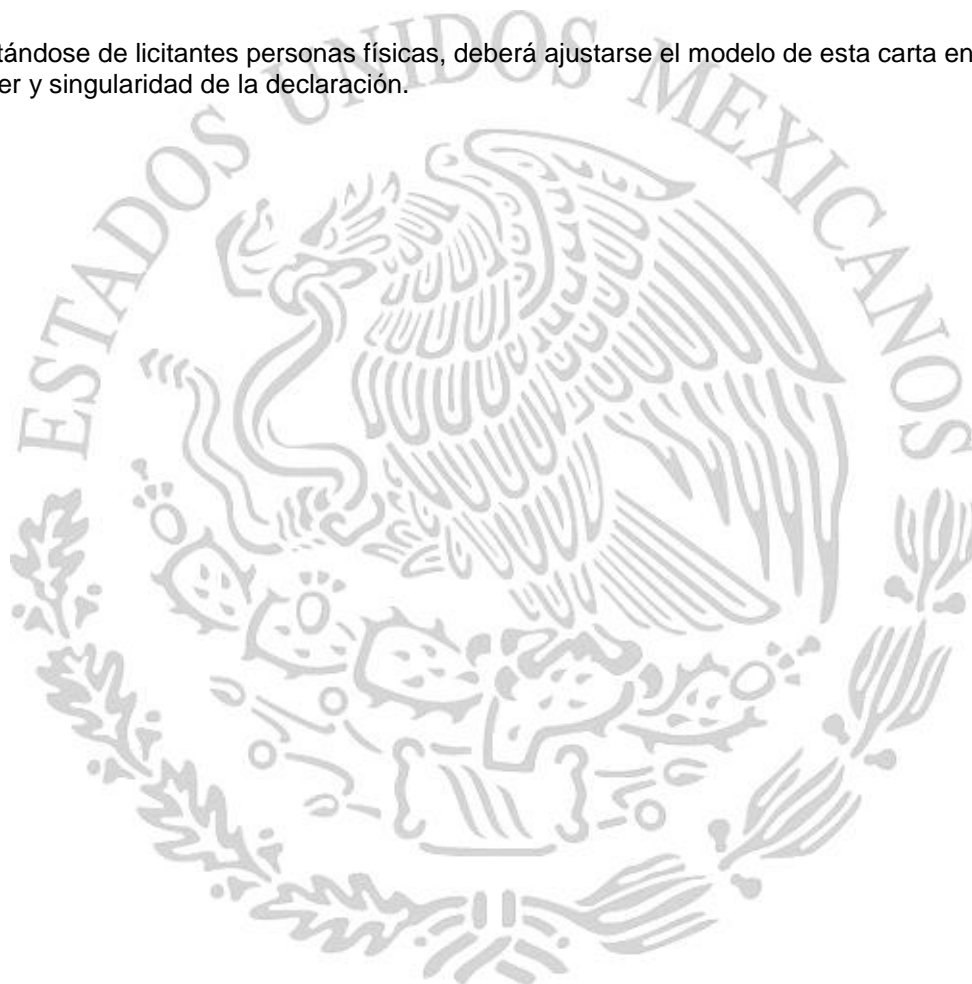 tándose de licitantes personas físicas, deberá ajustarse el modelo de esta carta en
er y singularidad de la declaración.
ESTADOS UNIDOS MEXICANOS